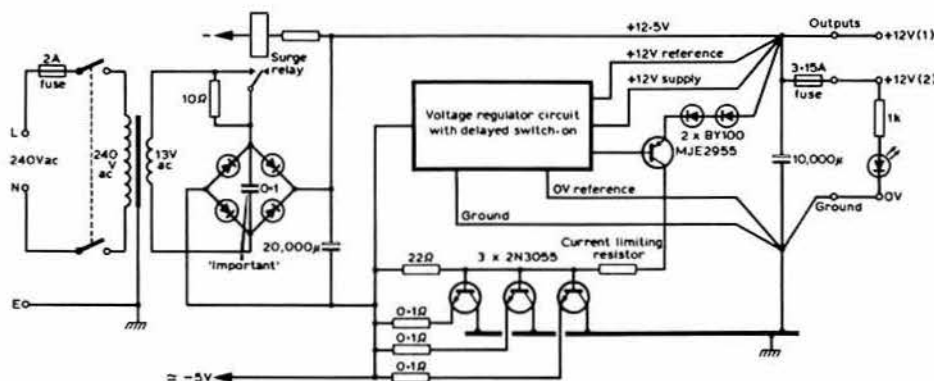 2A
fuse
L
240Vac
N
E
240
V
ac
13V
ac
10Ω
Surge
relay
-
0·1
"Important"
20,000μ
+12·5V
+12V reference
+12V supply
Voltage regulator circuit
with delayed switch-on
2 x BY100
MJE2955
0V reference
Ground
Current limiting
resistor
22Ω
3 x 2N3055
0·1Ω
0·1Ω
0·1Ω
≃ -5V
Outputs
+12V(1)
3·15A
fuse
+12V(2)
1k
10,000μ
Ground
0V